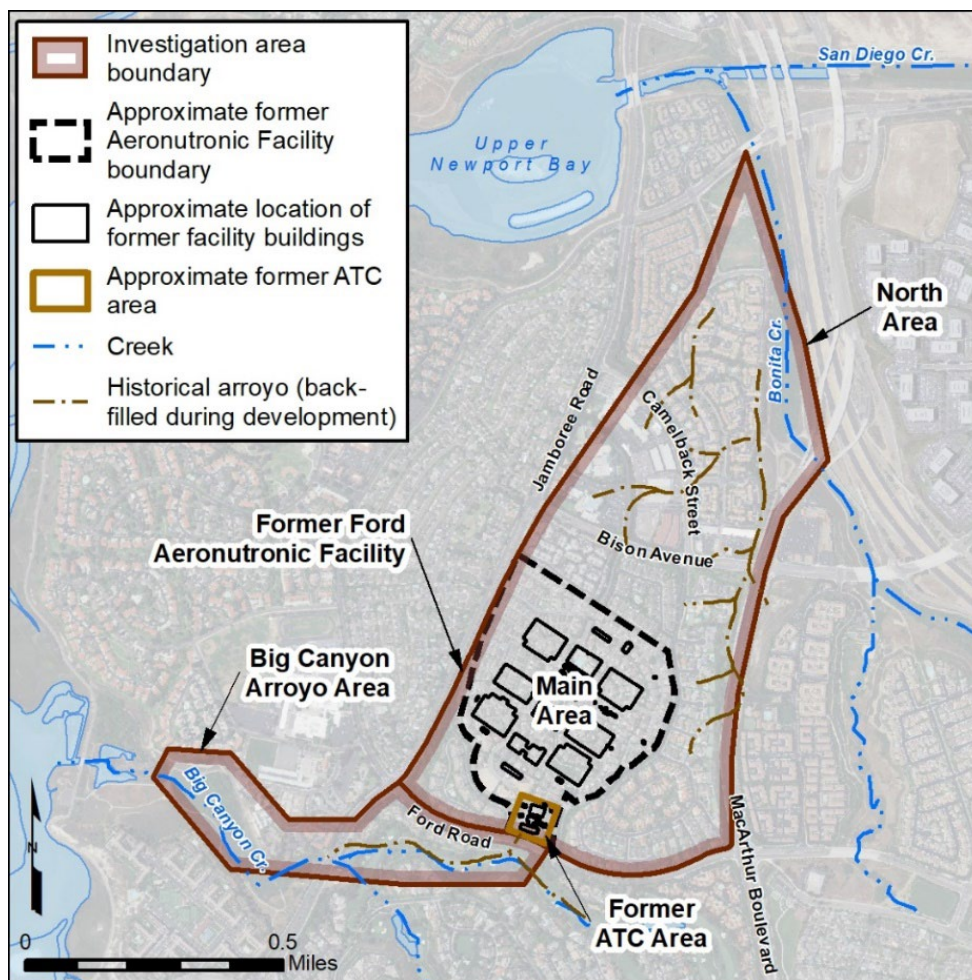 Investigation area
boundary
Approximate former
Aeronutronic Facility
boundary
Approximate location of
former facility buildings
Approximate former ATC
area
Creek
Historical arroyo (back-
filled during development)
San Diego Cr.
Upper
Newport Bay
North
Area
Bonita Cr.
Jamboree Road
Camelback Street
Bison Avenue
Former Ford
Aeronutronic Facility
Big Canyon
Arroyo Area
Main
Area
Big Canyon Cr.
Ford Road
MacArthur Boulevard
Former
ATC Area
N
0 0.5
Miles